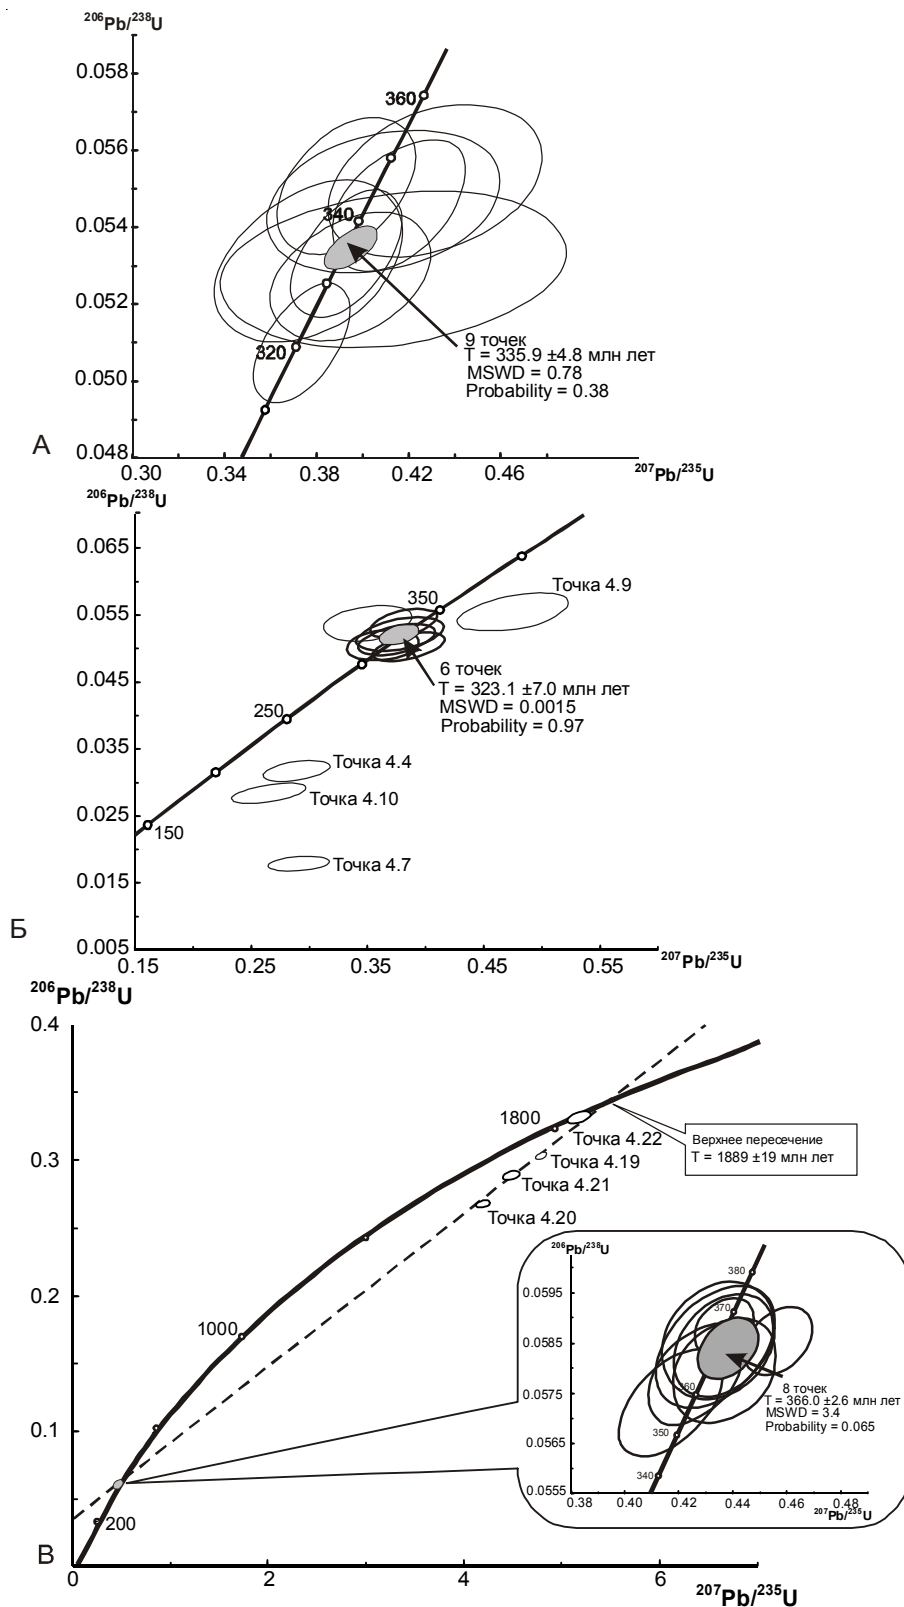 206Pb/238U
0.058
0.056
0.054
0.052
0.050
0.048
360
340
320
9 точек
T = 335.9 ±4.8 млн лет
MSWD = 0.78
Probability = 0.38
А
0.30 0.34 0.38 0.42 0.46 207Pb/235U
206Pb/238U
0.065
0.055
0.045
0.035
0.025
0.015
0.005
350
250
150
Точка 4.9
6 точек
T = 323.1 ±7.0 млн лет
MSWD = 0.0015
Probability = 0.97
Точка 4.4
Точка 4.10
Точка 4.7
Б
0.15 0.25 0.35 0.45 0.55 207Pb/235U
206Pb/238U
0.4
0.3
0.2
0.1
0
1800
1000
200
Точка 4.22
Точка 4.19
Точка 4.21
Точка 4.20
Верхнее пересечение
T = 1889 ±19 млн лет
206Pb/238U
0.0595
0.0585
0.0575
0.0565
0.0555
380
370
360
350
340
8 точек
T = 366.0 ±2.6 млн лет
MSWD = 3.4
Probability = 0.065
0.38 0.40 0.42 0.44 0.46 0.48
207Pb/235U
В
0 2 4 6
207Pb/235U